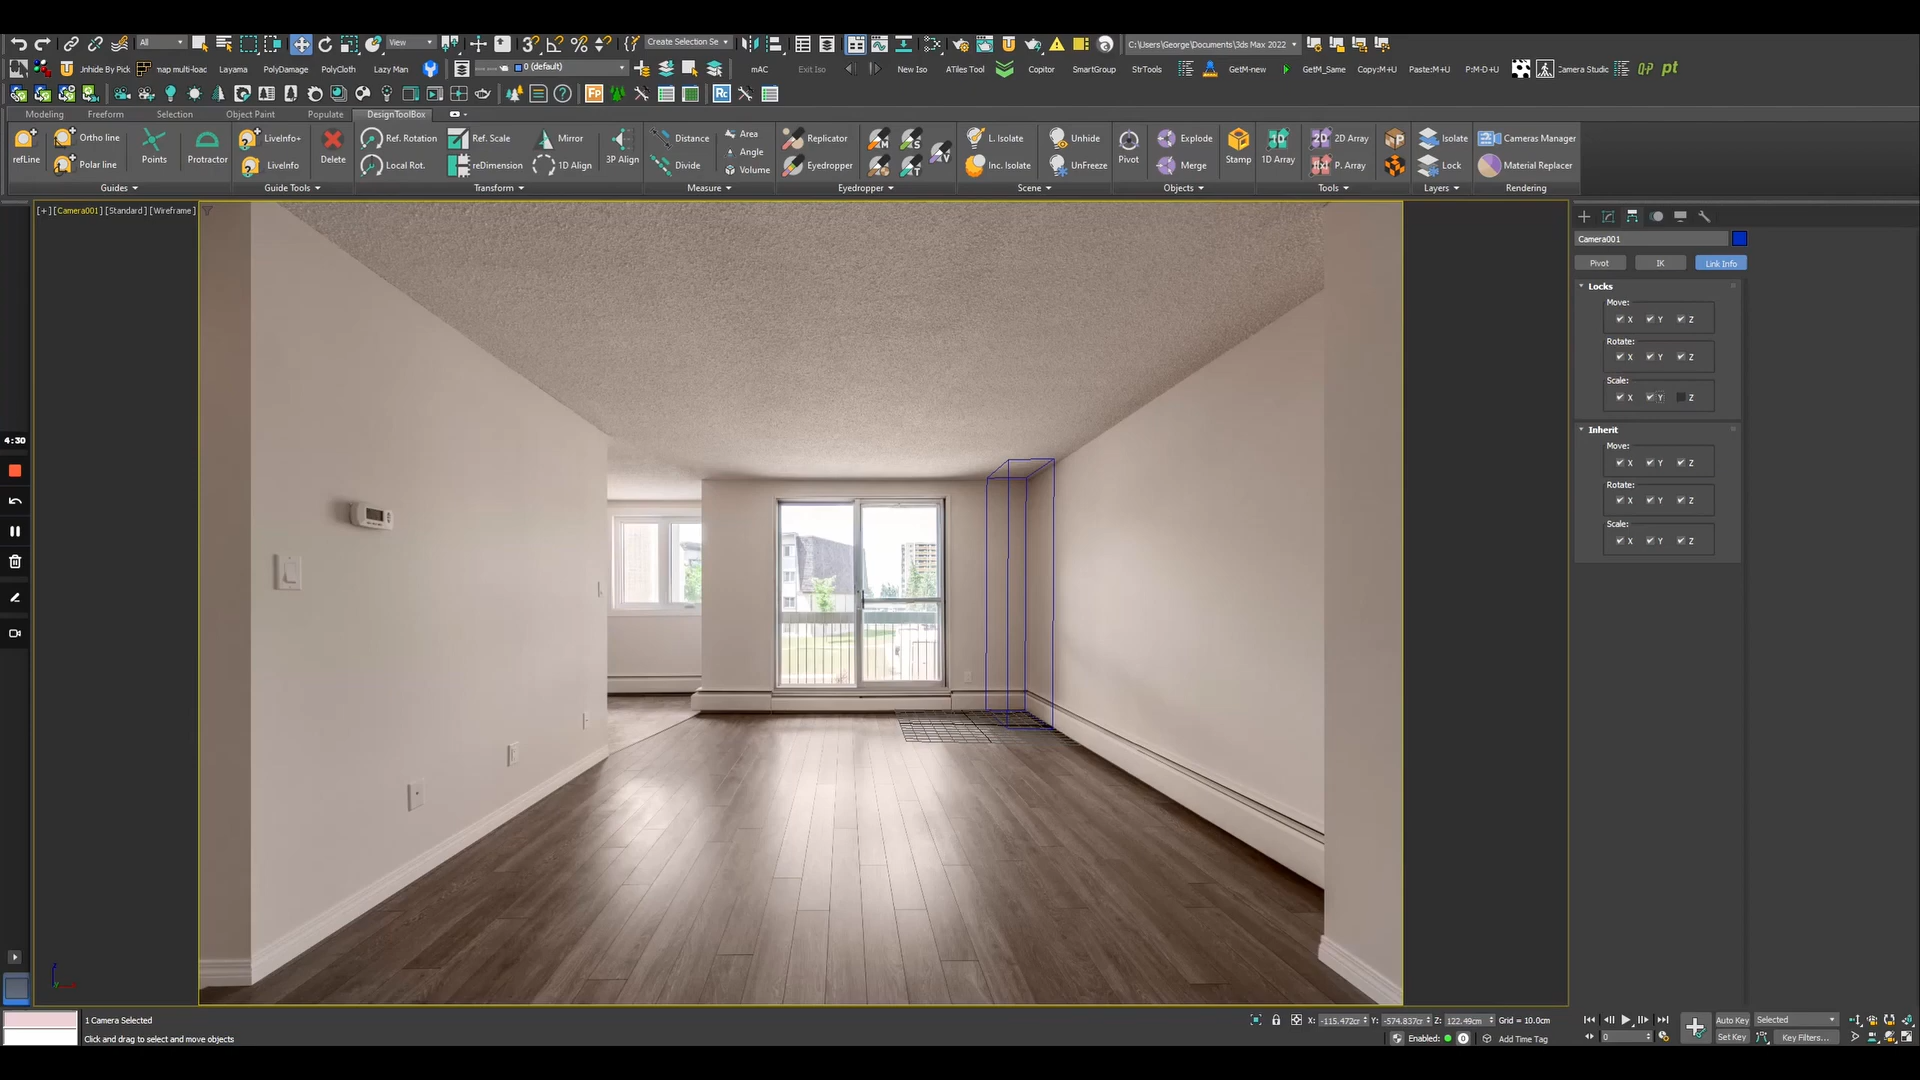 All
View
Create Selection Se
C:\Users\George\Documents\3ds Max 2022
Unhide By Pick
map multi-load
Layama
PolyDamage
PolyCloth
Lazy Man
0 (default)
mAC
Exit Iso
New Iso
ATiles Tool
Copitor
SmartGroup
StrTools
GetM-new
GetM_Same
Copy:M+U
Paste:M+U
P:M-D+U
Camera Studio
pt
Fp
Rc
Modeling
Freeform
Selection
Object Paint
Populate
DesignToolBox
refLine
Ortho line
Polar line
Points
Protractor
LiveInfo+
LiveInfo
Delete
Ref. Rotation
Local Rot.
Ref. Scale
reDimension
Mirror
1D Align
3P Align
Distance
Divide
Area
Angle
Volume
Replicator
Eyedropper
L. Isolate
Inc. Isolate
Unhide
UnFreeze
Pivot
Explode
Merge
Stamp
1D Array
2D Array
P. Array
Isolate
Lock
Cameras Manager
Material Replacer
Guides
Guide Tools
Transform
Measure
Eyedropper
Scene
Objects
Tools
Layers
Rendering
[+] [Camera001] [Standard] [Wireframe]
Camera001
Pivot
IK
Link Info
Locks
Move:
X Y Z
Rotate:
X Y Z
Scale:
X Y Z
Inherit
Move:
X Y Z
Rotate:
X Y Z
Scale:
X Y Z
4:30
1 Camera Selected
Click and drag to select and move objects
X: -115.472cr Y: -574.837cr Z: 122.49cm Grid = 10.0cm
Enabled: 0 Add Time Tag
0
Auto Key
Selected
Set Key
Key Filters...